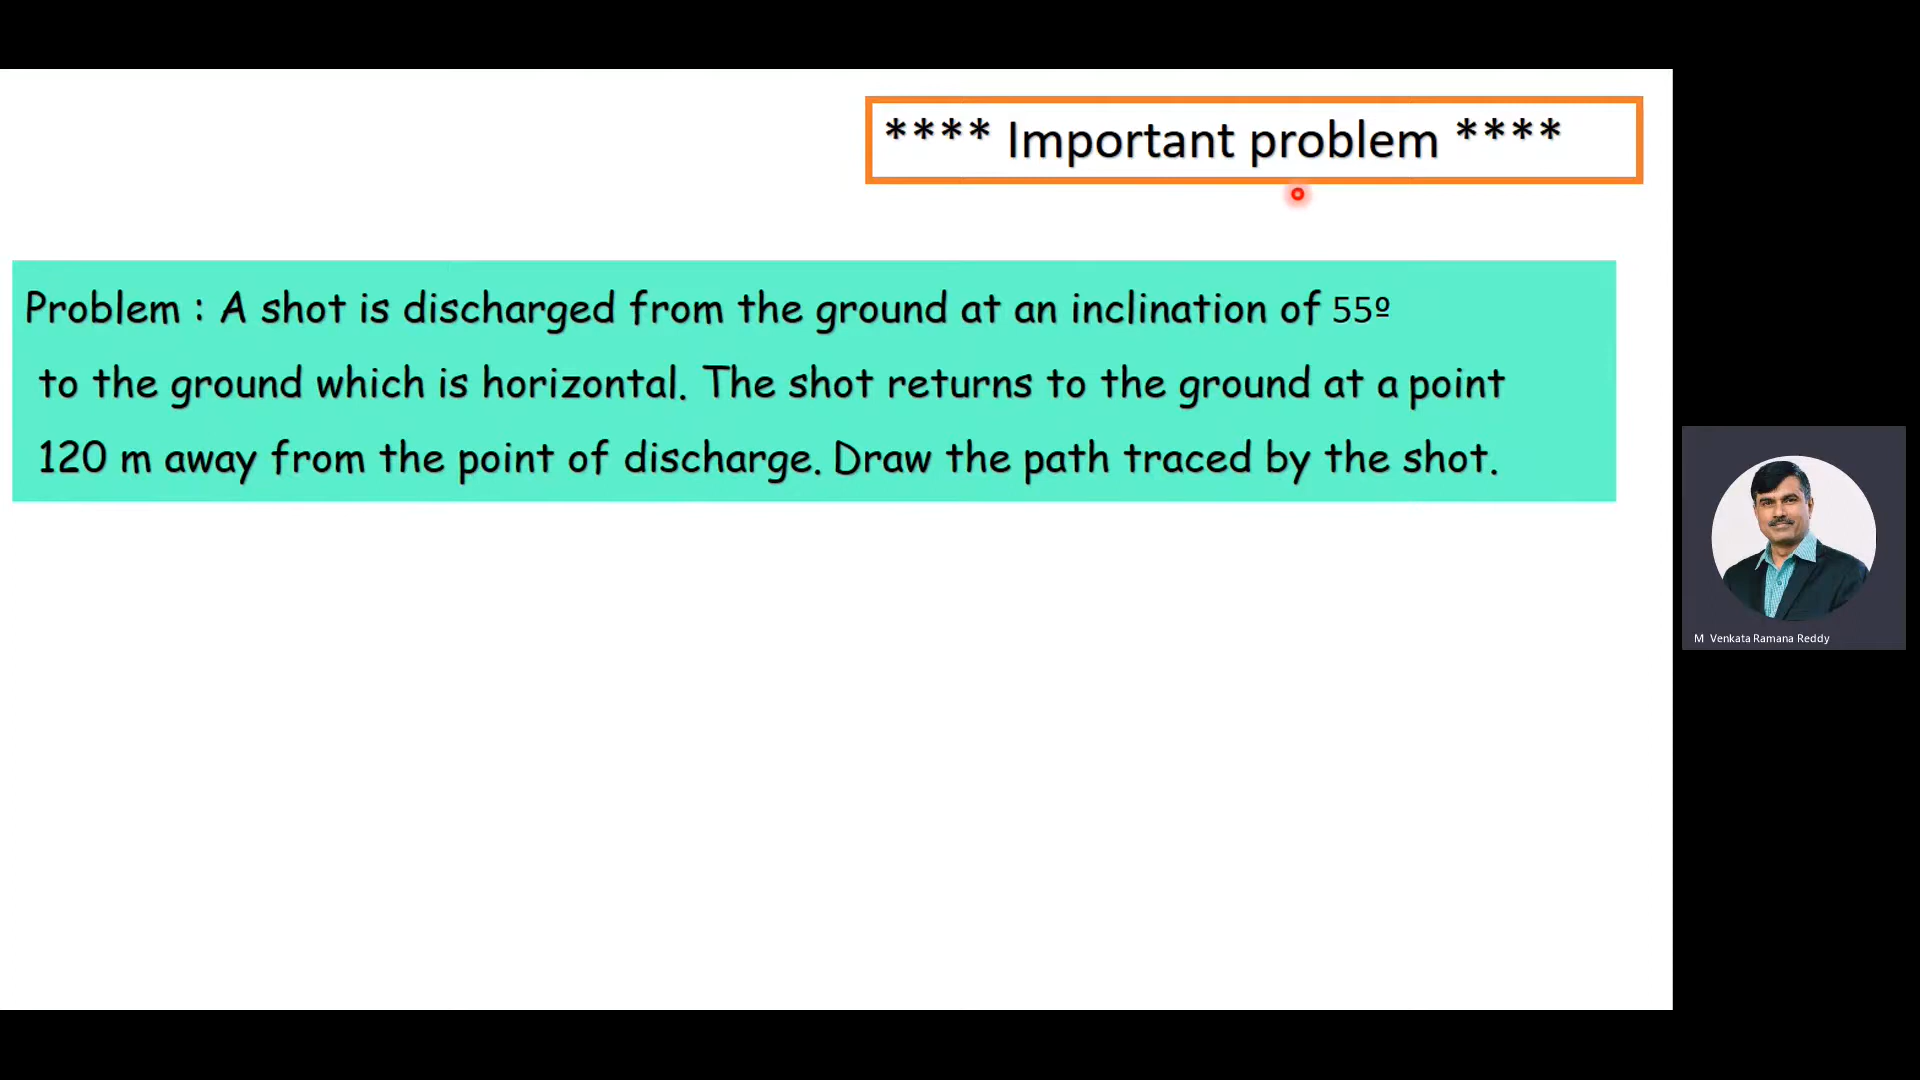 **** Important problem ****
Problem : A shot is discharged from the ground at an inclination of 55º
to the ground which is horizontal. The shot returns to the ground at a point
120 m away from the point of discharge. Draw the path traced by the shot.
M Venkata Ramana Reddy